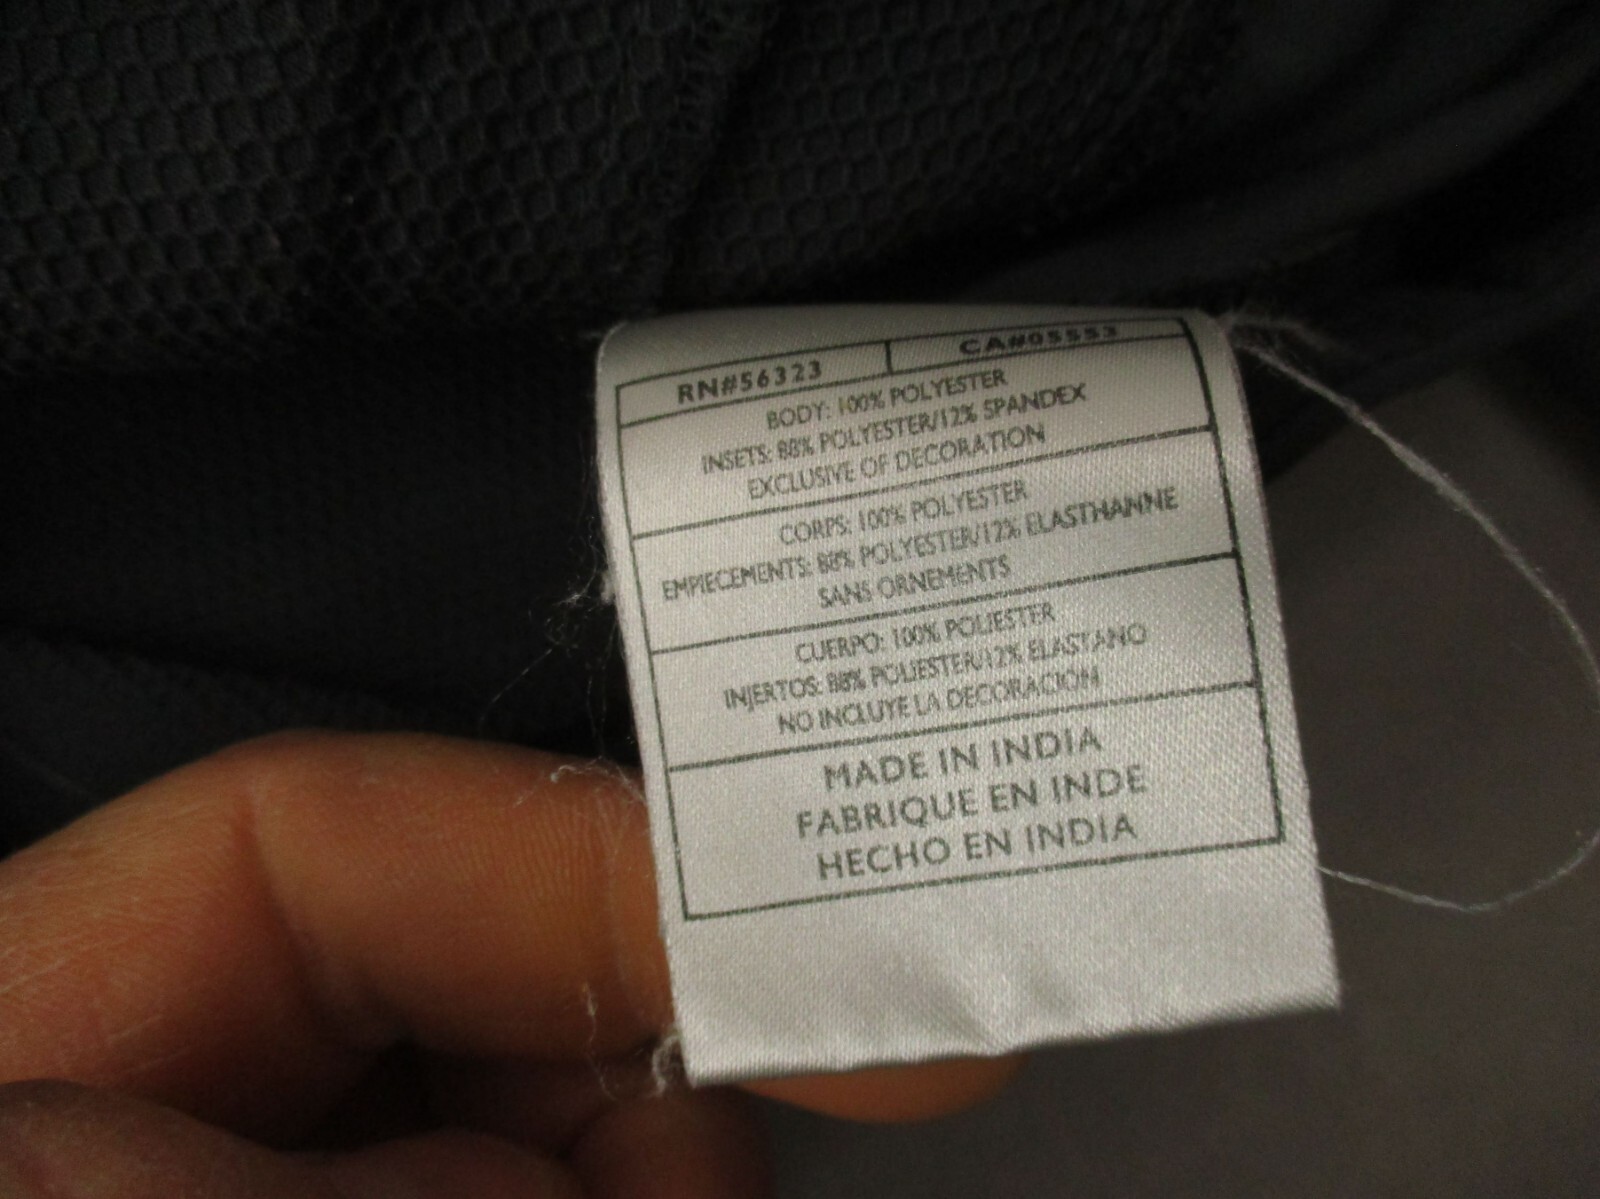 RN#56323 CA#05553
BODY: 100% POLYESTER
INSETS: 88% POLYESTER/12% SPANDEX
EXCLUSIVE OF DECORATION
CORPS: 100% POLYESTER
EMPIECEMENTS: 88% POLYESTER/12% ELASTHANNE
SANS ORNEMENTS
CUERPO: 100% POLIESTER
INJERTOS: 88% POLIESTER/12% ELASTANO
NO INCLUYE LA DECORACION
MADE IN INDIA
FABRIQUE EN INDE
HECHO EN INDIA